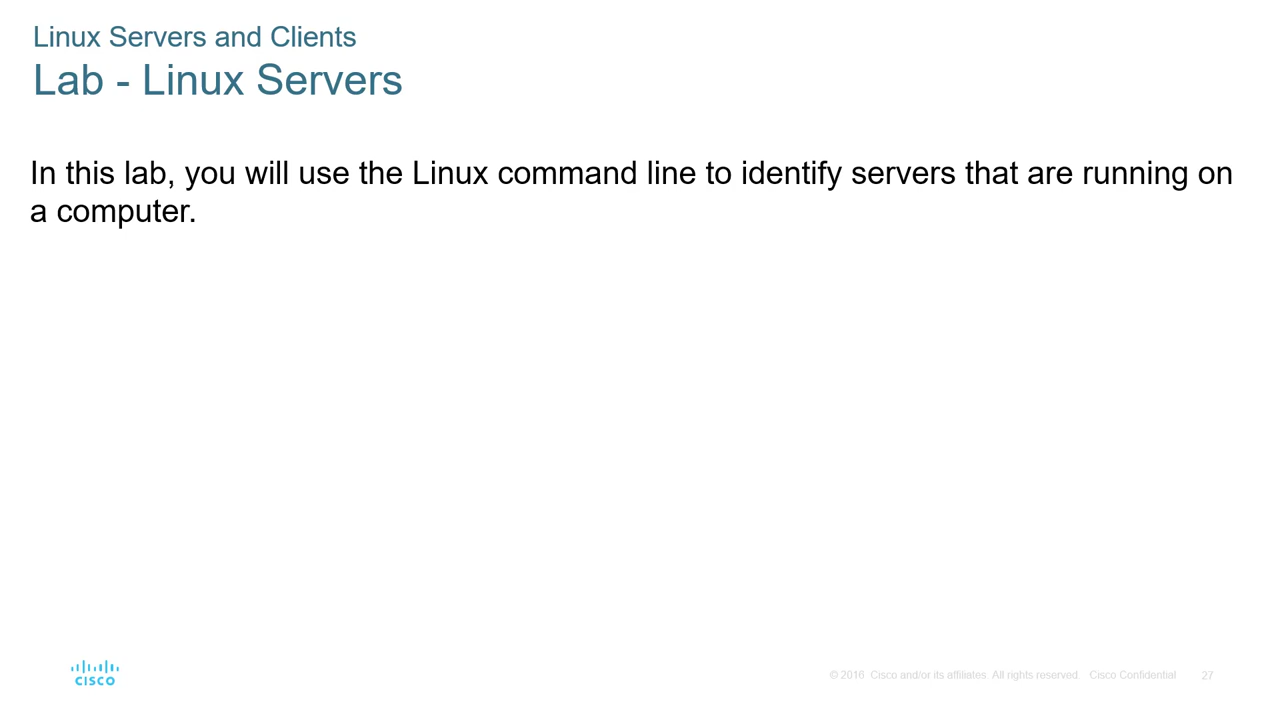 Linux Servers and Clients
Lab - Linux Servers
In this lab, you will use the Linux command line to identify servers that are running on
a computer.
CISCO
© 2016 Cisco and/or its affiliates. All rights reserved. Cisco Confidential 27